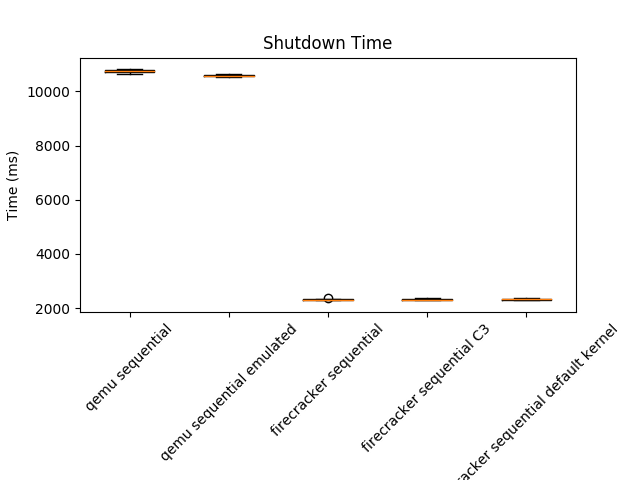 Shutdown Time
Time (ms)
10000
8000
6000
4000
2000
qemu sequential
qemu sequential emulated
firecracker sequential
firecracker sequential C3
sequential default kernel